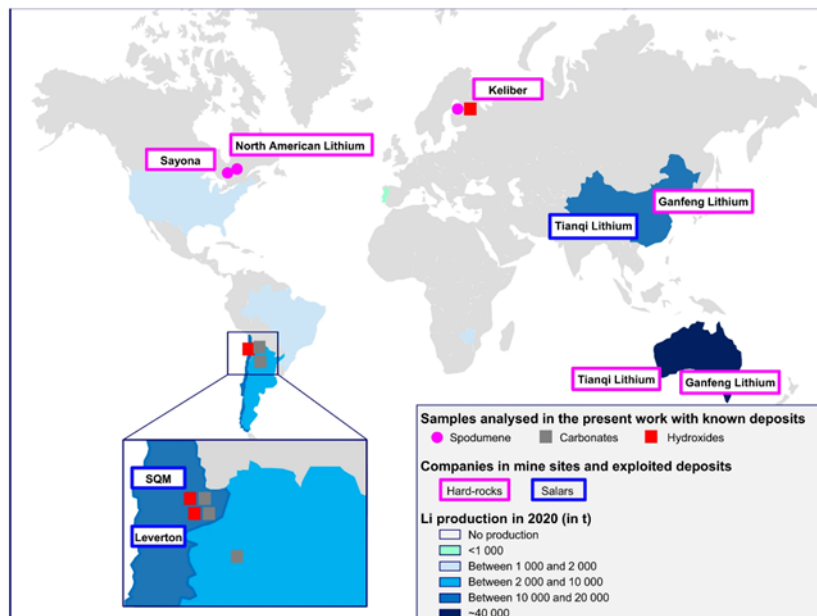 Keliber
North American Lithium
Sayona
Ganfeng Lithium
Tianqi Lithium
Tianqi Lithium
Ganfeng Lithium
SQM
Leverton
Samples analysed in the present work with known deposits
Spodumene Carbonates Hydroxides
Companies in mine sites and exploited deposits
Hard-rocks Salars
Li production in 2020 (in t)
No production
<1 000
Between 1 000 and 2 000
Between 2 000 and 10 000
Between 10 000 and 20 000
~40 000